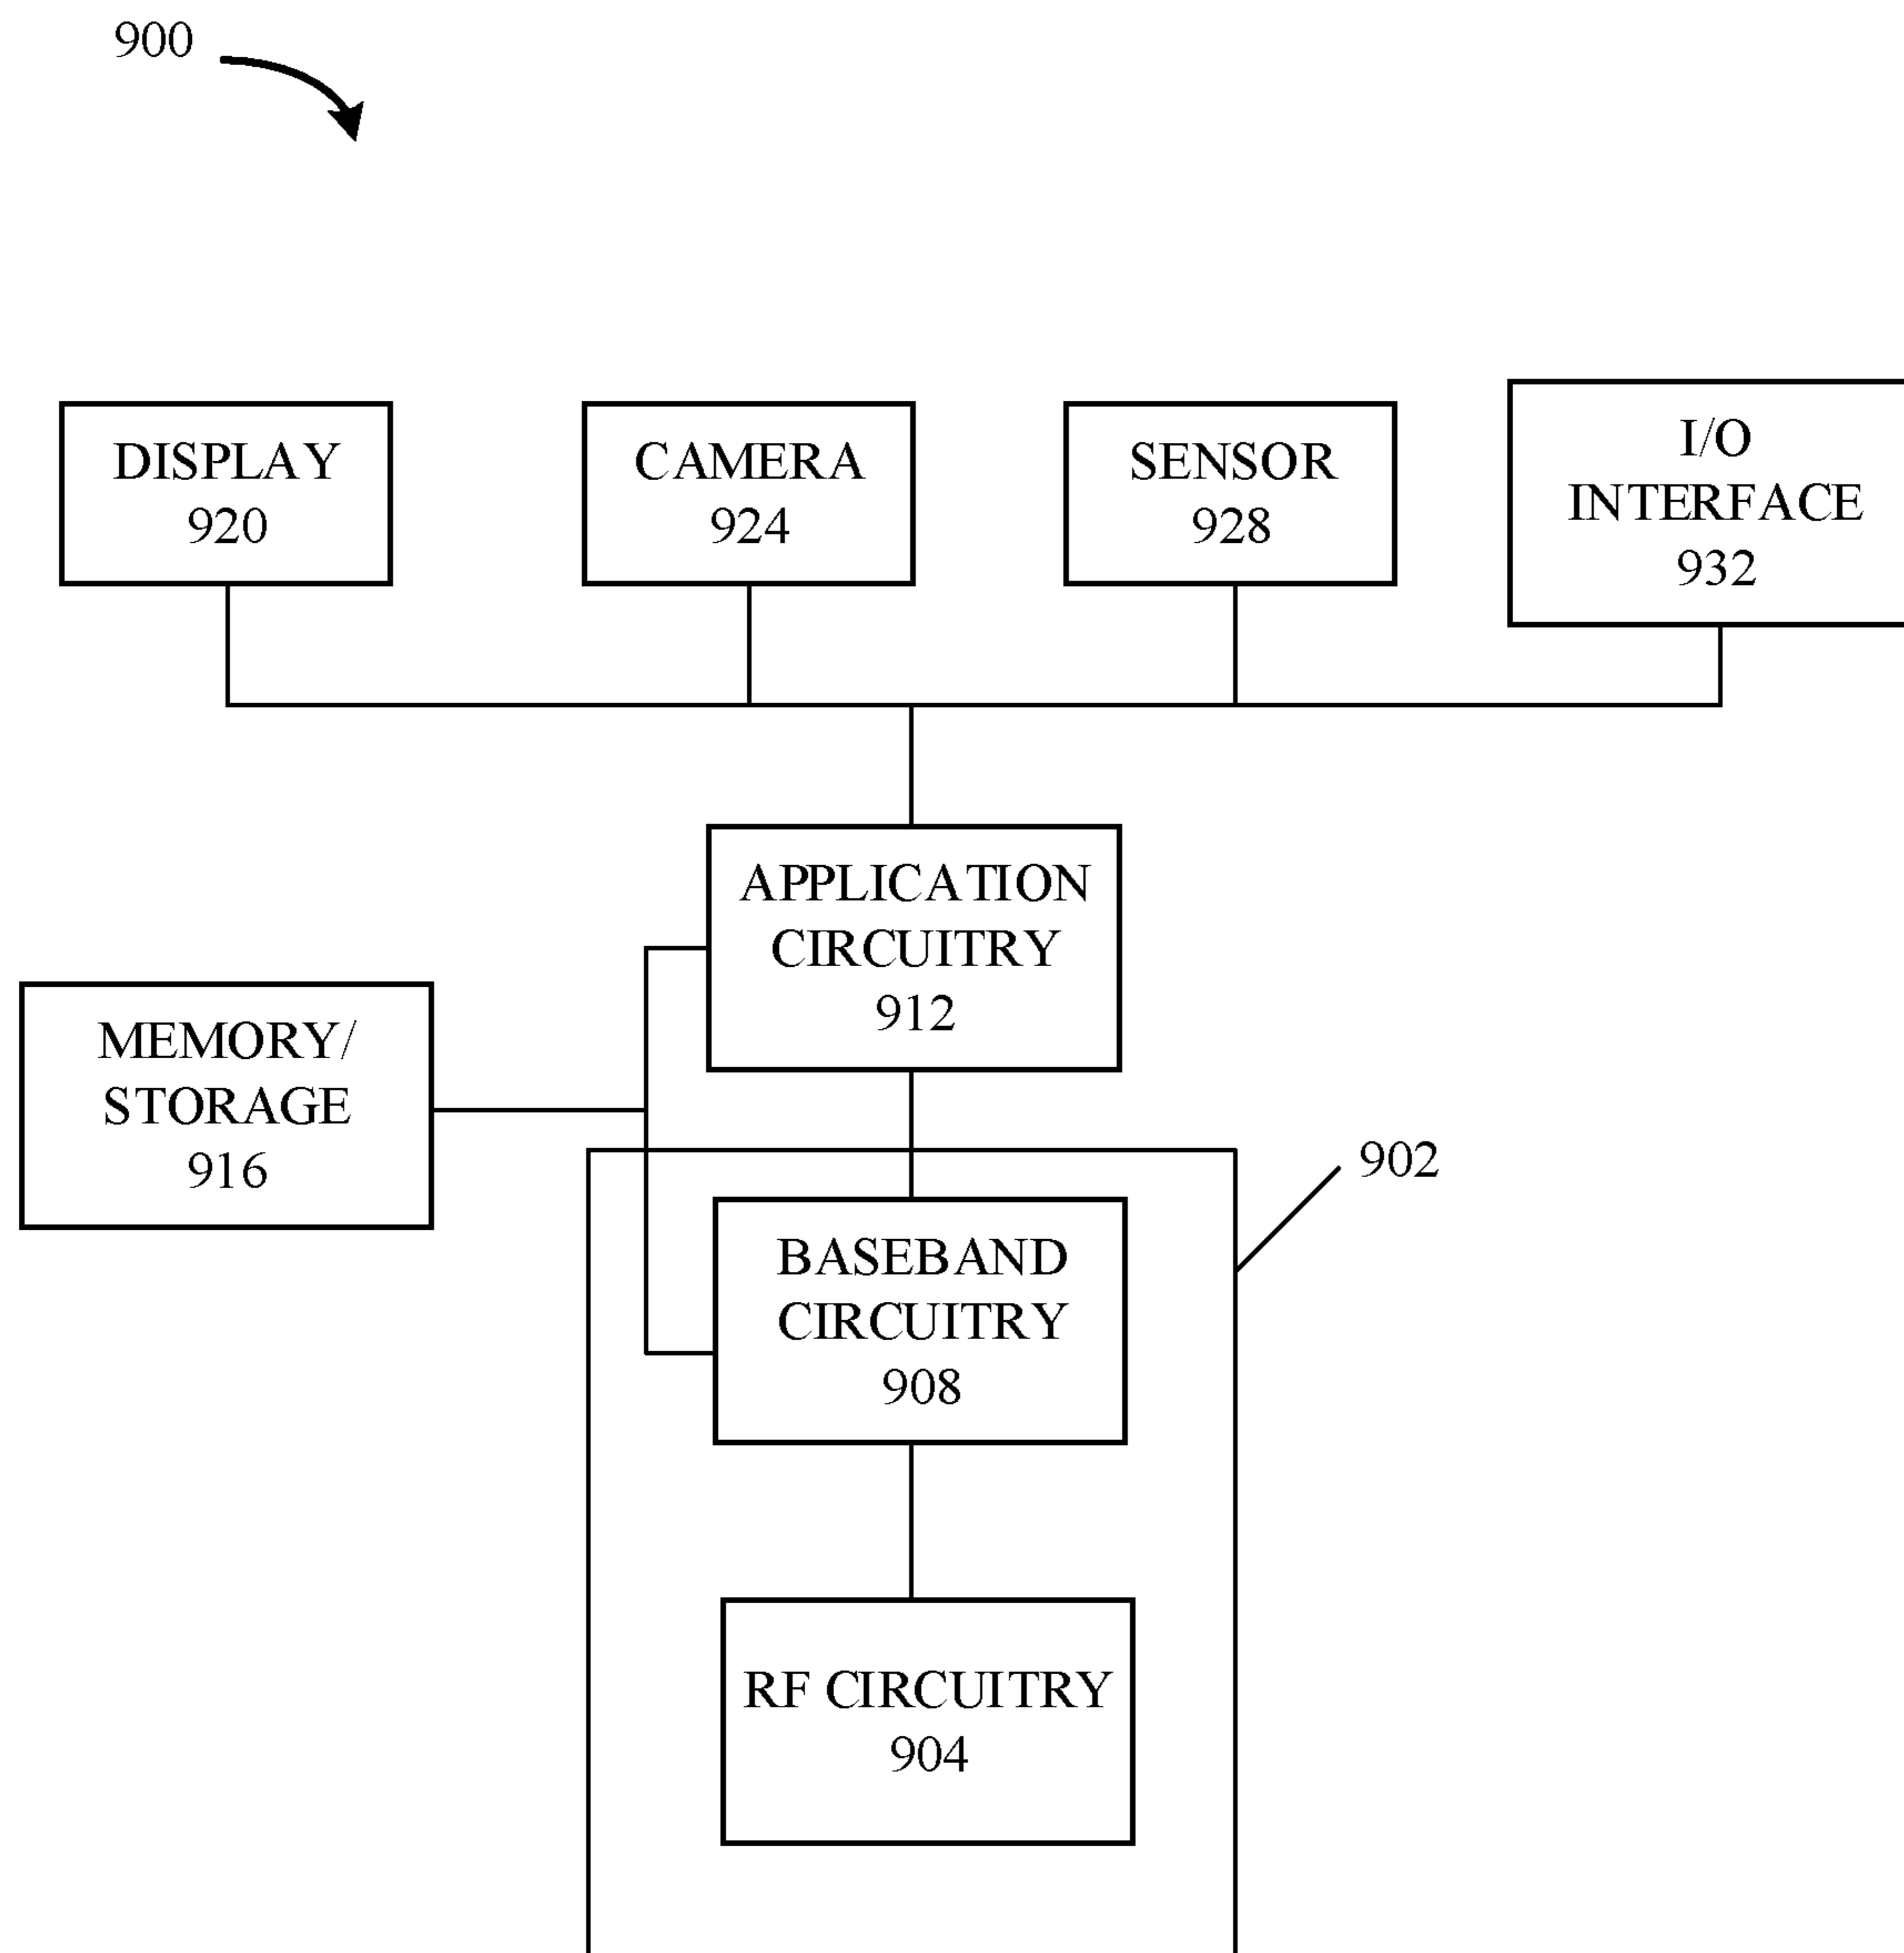 900
DISPLAY
920
CAMERA
924
SENSOR
928
I/O
INTERFACE
932
APPLICATION
CIRCUITRY
912
MEMORY/
STORAGE
916
902
BASEBAND
CIRCUITRY
908
RF CIRCUITRY
904